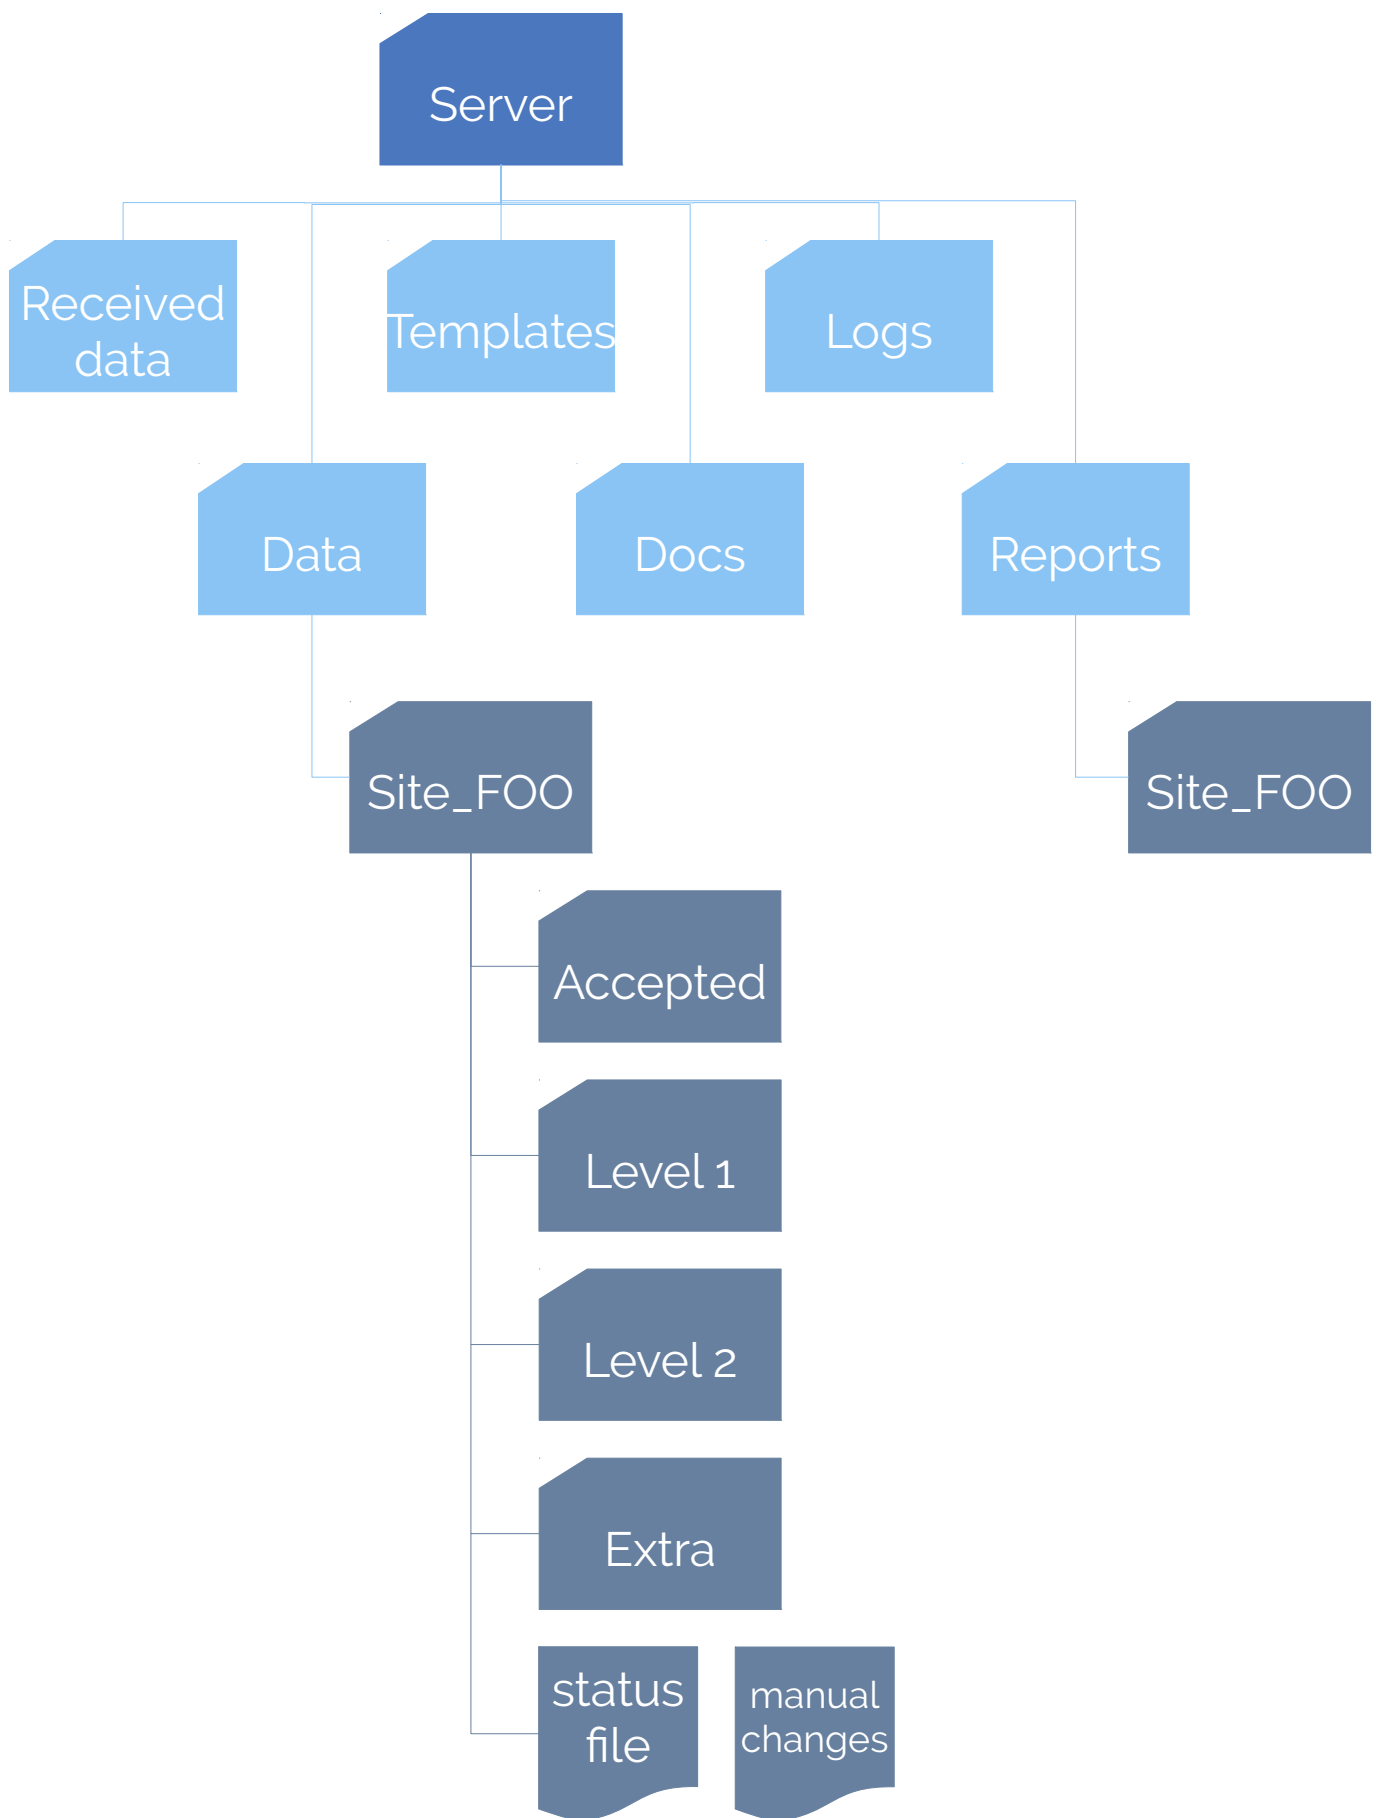 Server
Received
data
Templates
Logs
Data
Docs
Reports
Site_FOO
Site_FOO
Accepted
Level 1
Level 2
Extra
status
file
manual
changes